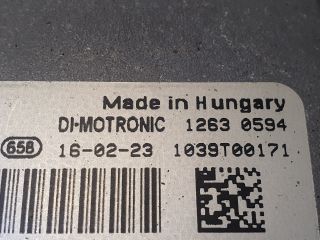 Made in Hungary
DI-MOTRONIC 1263 0594
658 16-02-23 1039T00171